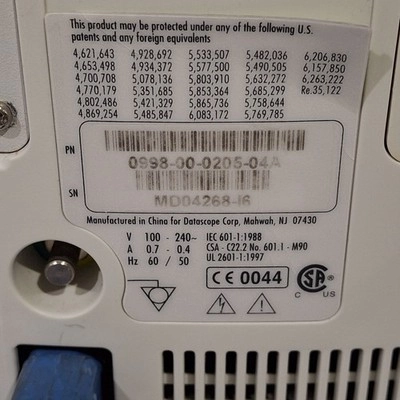 This product may be protected under any of the following U.S.
patents and any foreign equivalents
4,621,643 4,928,692 5,533,507 5,482,036 6,206,830
4,653,498 4,934,372 5,577,500 5,490,505 6,157,850
4,700,708 5,078,136 5,803,910 5,632,272 6,263,222
4,770,179 5,351,685 5,853,364 5,685,299 Re.35,122
4,802,486 5,421,329 5,865,736 5,758,644
4,869,254 5,485,847 6,083,172 5,769,785
PN
0998-00-0205-04A
SN
MD04268-I6
Manufactured in China for Datascope Corp, Mahwah, NJ 07430
V 100 - 240~ IEC 601-1:1988
A 0.7 - 0.4 CSA - C22.2 No. 601.1 - M90
Hz 60 / 50 UL 2601-1:1997
CE 0044
SA
C US